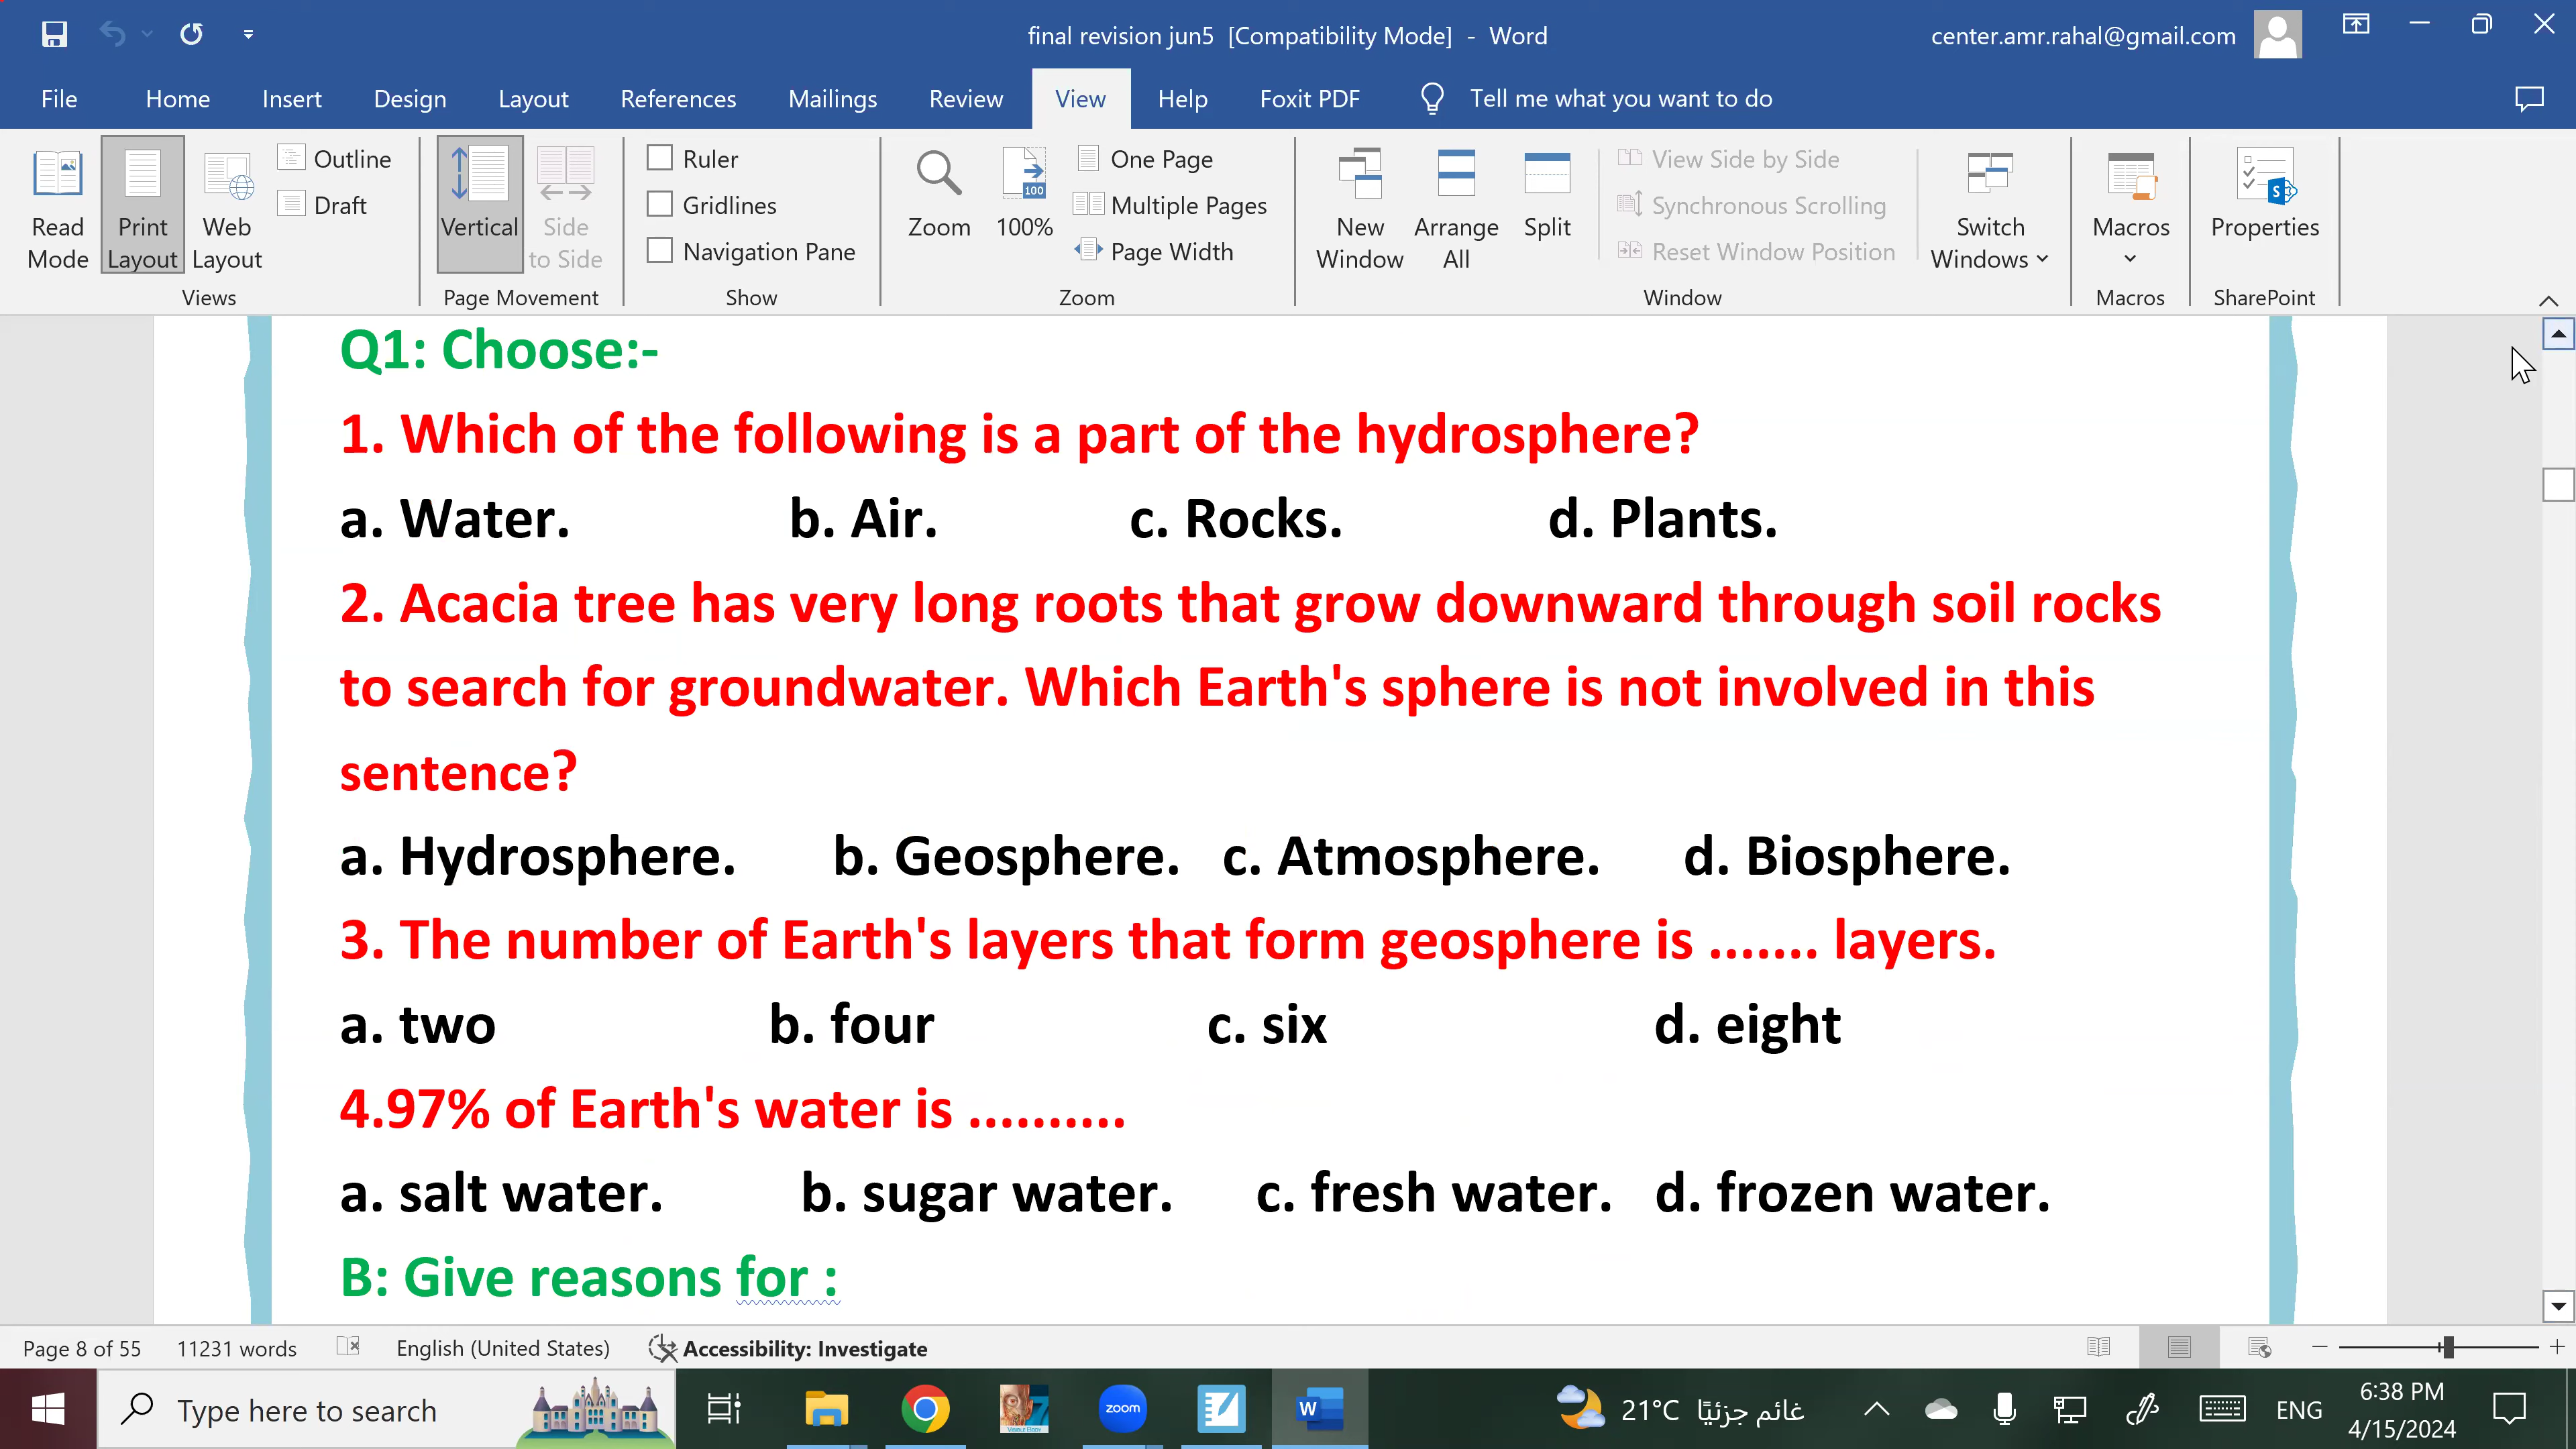 final revision jun5 [Compatibility Mode] - Word
center.amr.rahal@gmail.com
File Home Insert Design Layout References Mailings Review View Help Foxit PDF Tell me what you want to do
Read Mode
Print Layout
Web Layout
Outline
Draft
Views
Vertical
Side to Side
Page Movement
Ruler
Gridlines
Navigation Pane
Show
Zoom
100
100%
One Page
Multiple Pages
Page Width
Zoom
New Window
Arrange All
Split
View Side by Side
Synchronous Scrolling
Reset Window Position
Switch Windows
Window
Macros
Macros
Properties
SharePoint
Q1: Choose:-
1. Which of the following is a part of the hydrosphere?
a. Water. b. Air. c. Rocks. d. Plants.
2. Acacia tree has very long roots that grow downward through soil rocks
to search for groundwater. Which Earth's sphere is not involved in this
sentence?
a. Hydrosphere. b. Geosphere. c. Atmosphere. d. Biosphere.
3. The number of Earth's layers that form geosphere is ....... layers.
a. two b. four c. six d. eight
4.97% of Earth's water is ..........
a. salt water. b. sugar water. c. fresh water. d. frozen water.
B: Give reasons for :
Page 8 of 55 11231 words English (United States) Accessibility: Investigate
Type here to search
zoom
21°C غائم جزئيًا
ENG
6:38 PM
4/15/2024